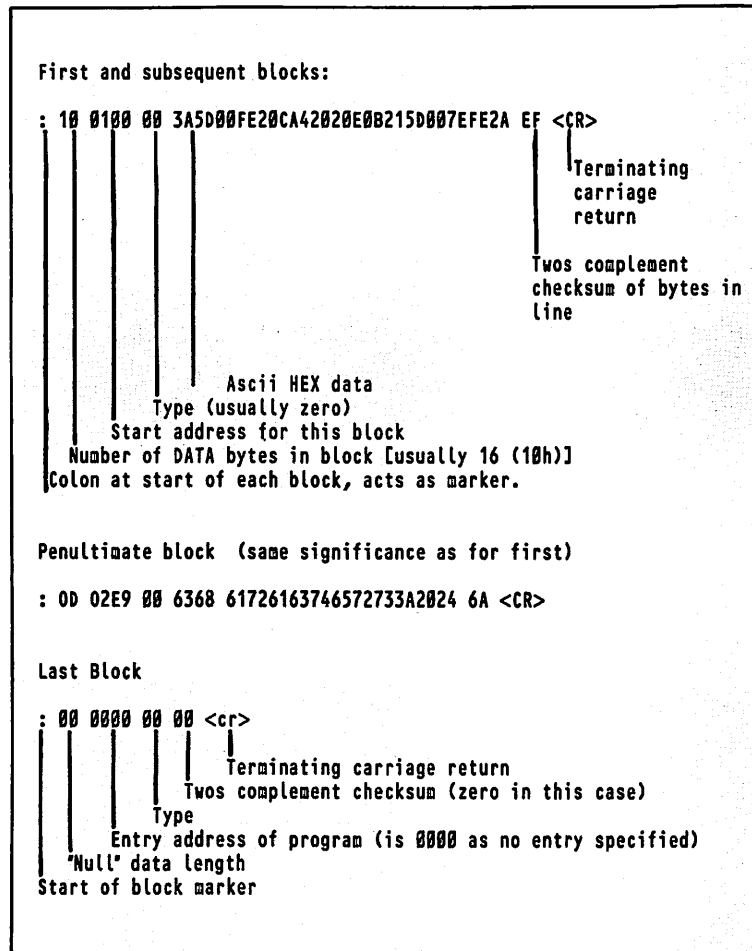 First and subsequent blocks:
: 10 0100 00 3A5D00FE20CA42020E0B215D007EFE2A EF <CR>
Terminating
carriage
return
Twos complement
checksum of bytes in
line
Ascii HEX data
Type (usually zero)
Start address for this block
Number of DATA bytes in block [usually 16 (10h)]
Colon at start of each block, acts as marker.
Penultimate block (same significance as for first)
: 0D 02E9 00 6368 61726163746572733A2024 6A <CR>
Last Block
: 00 0000 00 00 <cr>
Terminating carriage return
Twos complement checksum (zero in this case)
Type
Entry address of program (is 0000 as no entry specified)
"Null" data length
Start of block marker